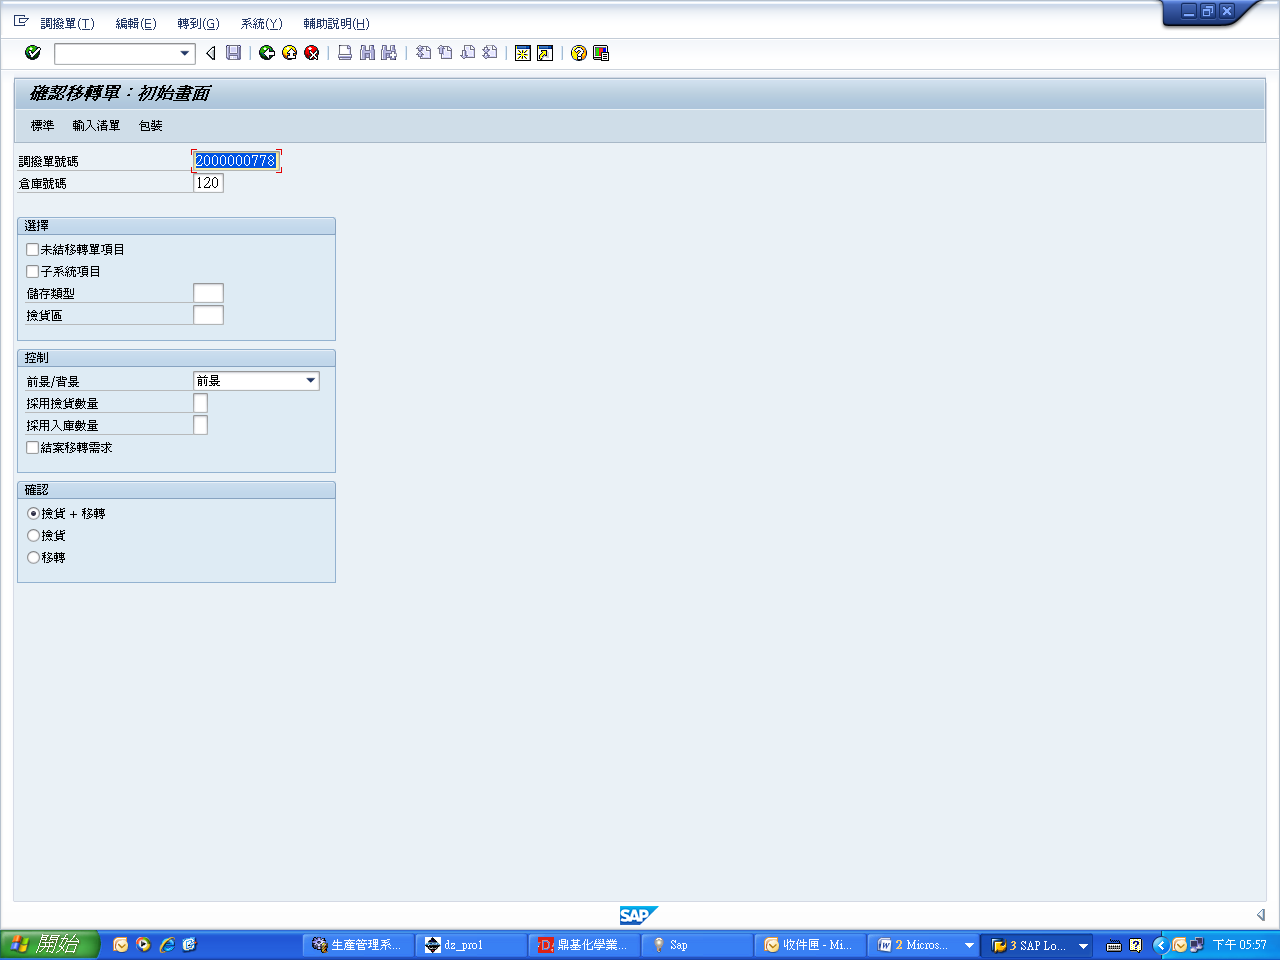 調撥單(T) 編輯(E) 轉到(G) 系統(Y) 輔助說明(H)
確認移轉單：初始畫面
標準 輸入清單 包裝
調撥單號碼 2000000778
倉庫號碼 120
選擇
未結移轉單項目
子系統項目
儲存類型
撿貨區
控制
前景/背景 前景
採用撿貨數量
採用入庫數量
結案移轉需求
確認
撿貨 + 移轉
撿貨
移轉
SAP
開始 生產管理系... dz_pro1 鼎基化學業... Sap 收件匣 - Mi... 2 Micros... 3 SAP Lo... 下午 05:57